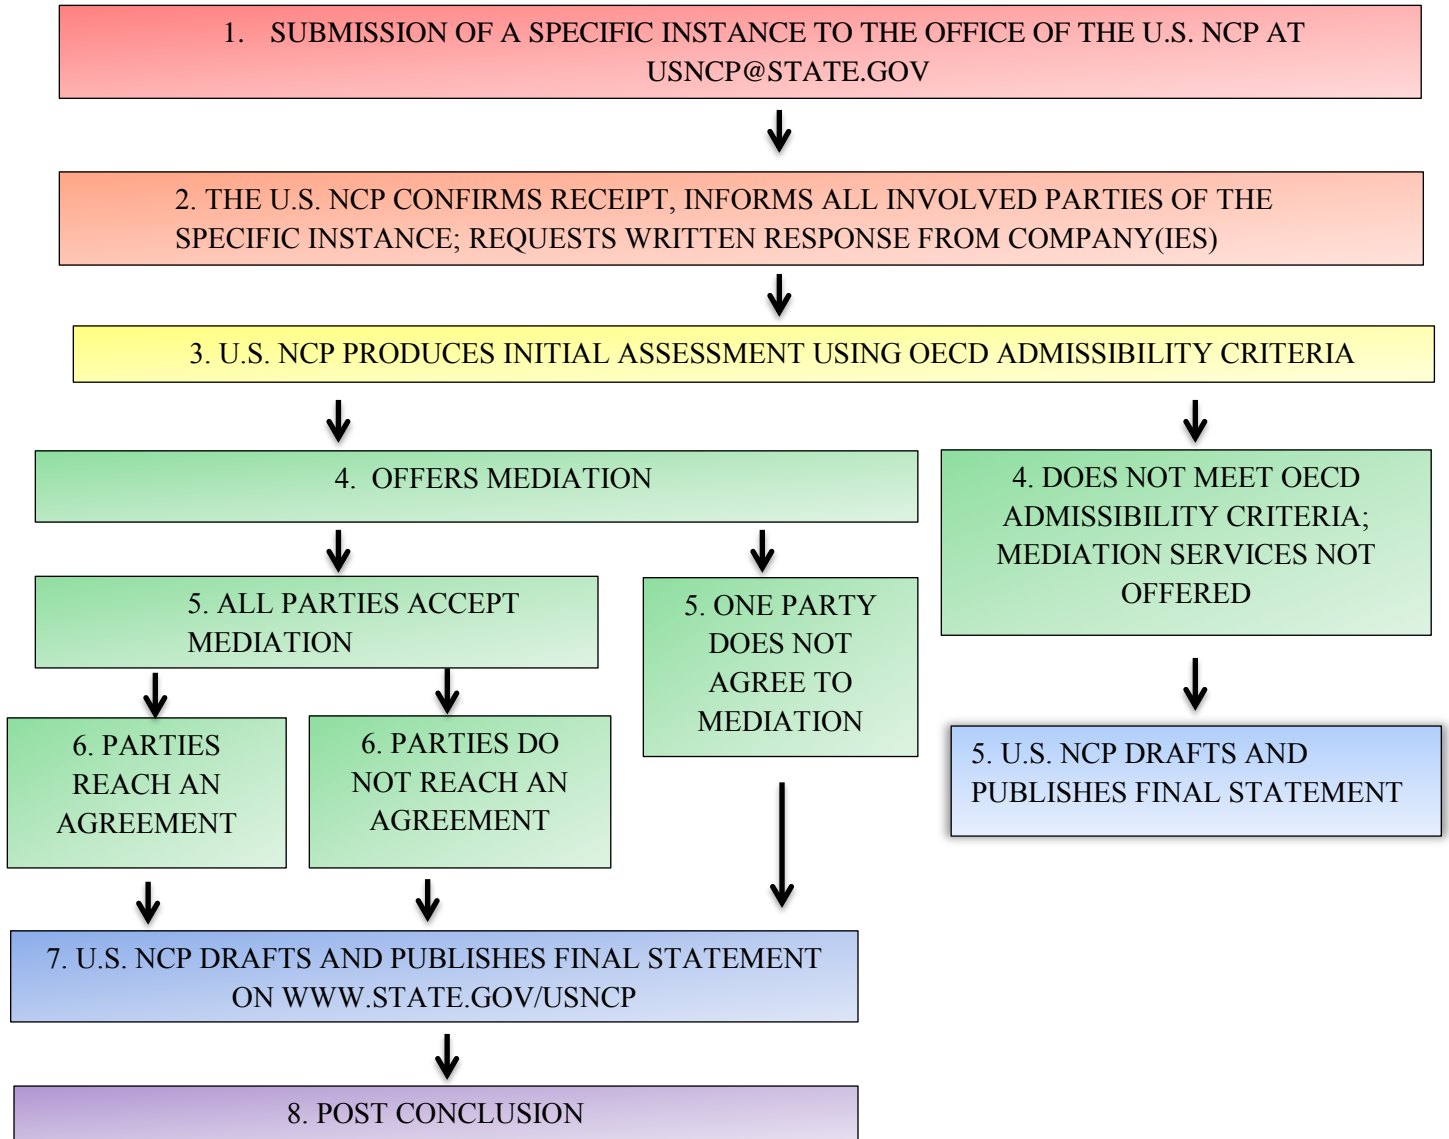 1. SUBMISSION OF A SPECIFIC INSTANCE TO THE OFFICE OF THE U.S. NCP AT
USNCP@STATE.GOV
2. THE U.S. NCP CONFIRMS RECEIPT, INFORMS ALL INVOLVED PARTIES OF THE
SPECIFIC INSTANCE; REQUESTS WRITTEN RESPONSE FROM COMPANY(IES)
3. U.S. NCP PRODUCES INITIAL ASSESSMENT USING OECD ADMISSIBILITY CRITERIA
4. OFFERS MEDIATION
4. DOES NOT MEET OECD
ADMISSIBILITY CRITERIA;
MEDIATION SERVICES NOT
OFFERED
5. ALL PARTIES ACCEPT
MEDIATION
5. ONE PARTY
DOES NOT
AGREE TO
MEDIATION
6. PARTIES
REACH AN
AGREEMENT
6. PARTIES DO
NOT REACH AN
AGREEMENT
5. U.S. NCP DRAFTS AND
PUBLISHES FINAL STATEMENT
7. U.S. NCP DRAFTS AND PUBLISHES FINAL STATEMENT
ON WWW.STATE.GOV/USNCP
8. POST CONCLUSION